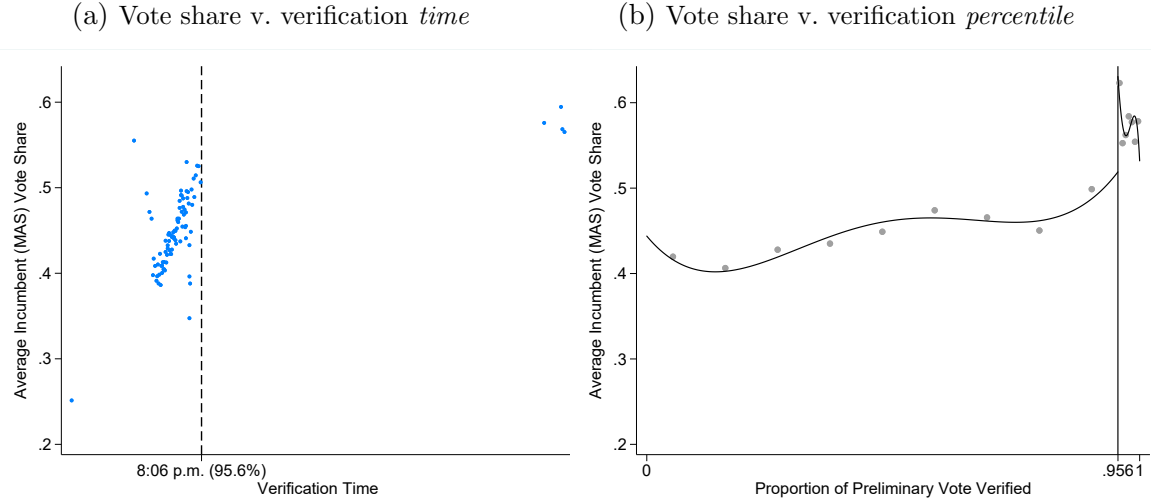 (a) Vote share v. verification time
Average Incumbent (MAS) Vote Share
.6
.5
.4
.3
.2
8:06 p.m. (95.6%)
Verification Time
(b) Vote share v. verification percentile
Average Incumbent (MAS) Vote Share
.6
.5
.4
.3
.2
0
.9561
Proportion of Preliminary Vote Verified